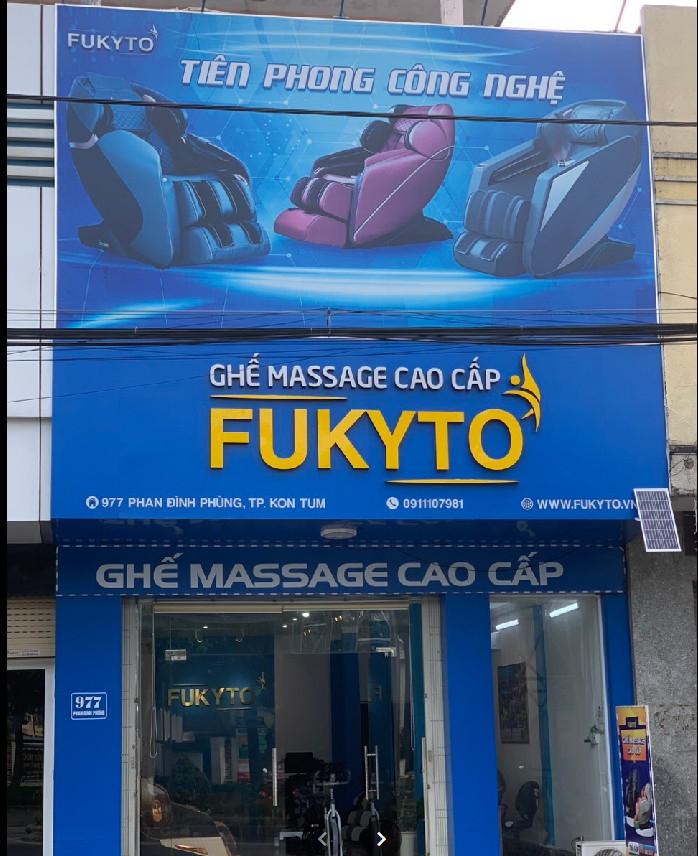 FUKYTO
TIÊN PHONG CÔNG NGHỆ
GHẾ MASSAGE CAO CẤP
FUKYTO
977 PHAN ĐÌNH PHÙNG, TP. KON TUM
0911107981
WWW.FUKYTO.VN
GHẾ MASSAGE CAO CẤP
977
FUKYTO